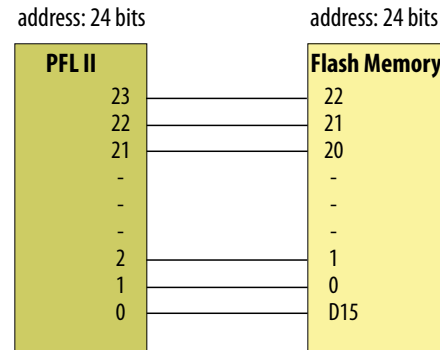 address: 24 bits address: 24 bits
PFL II Flash Memory
23 22
22 21
21 20
- -
- -
- -
2 1
1 0
0 D15